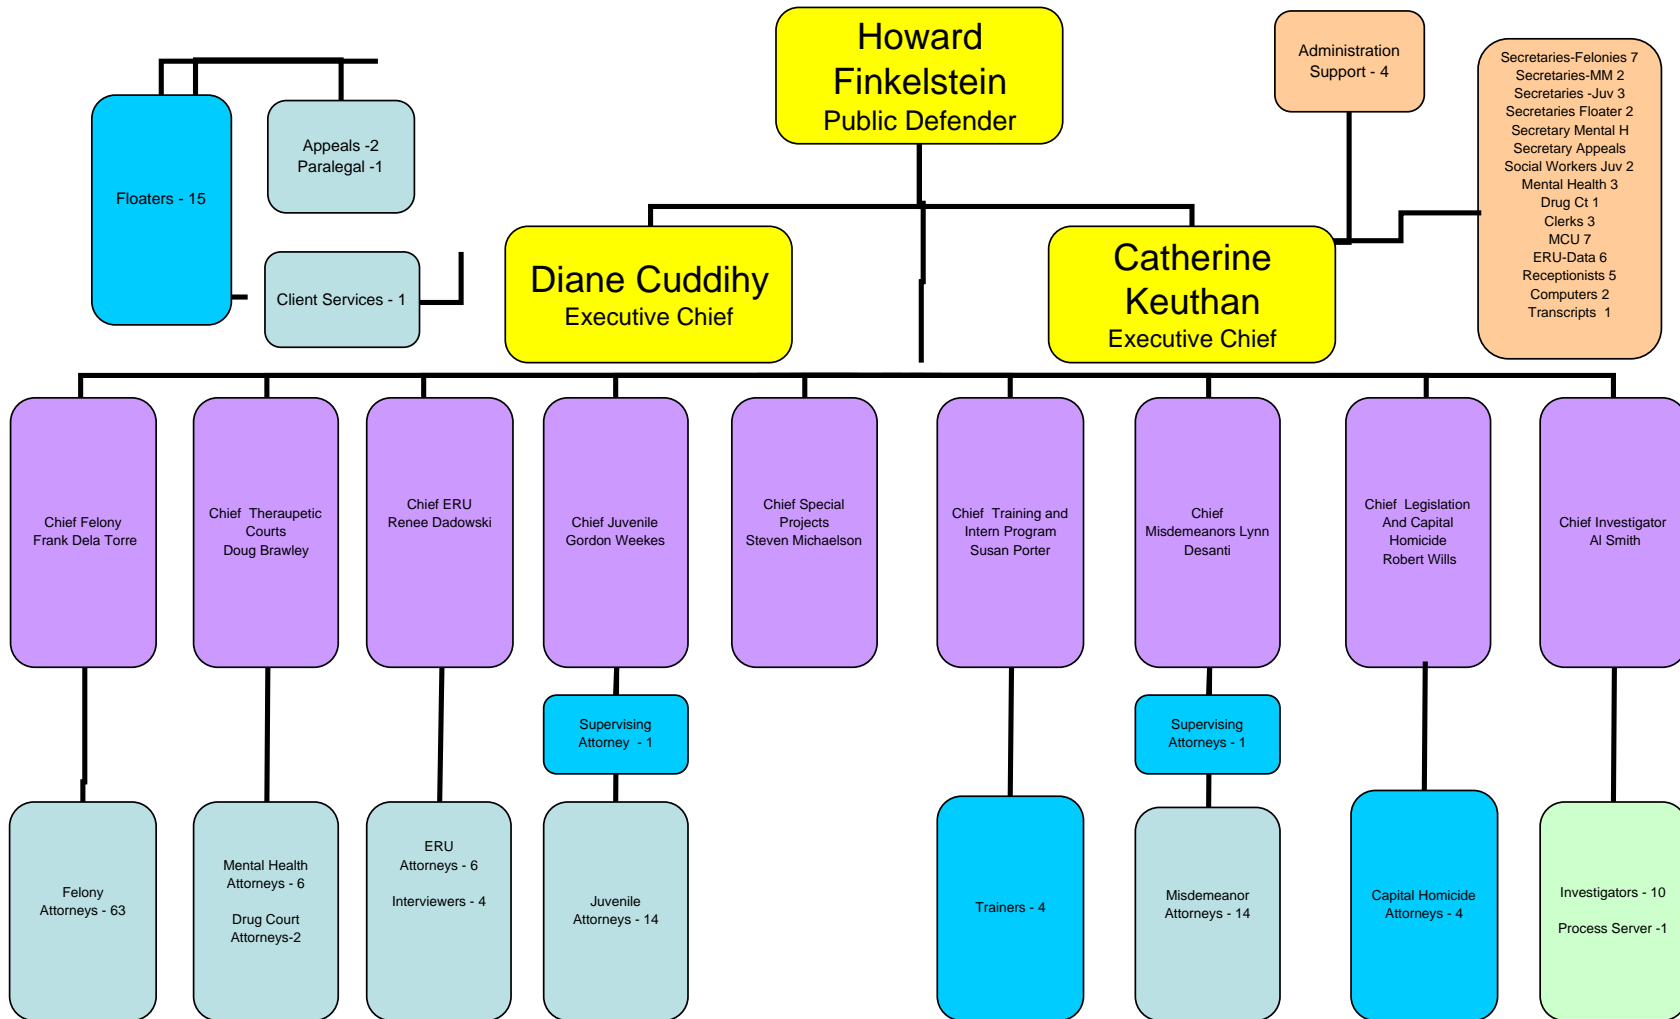 Howard
Finkelstein
Public Defender
Administration
Support - 4
Secretaries-Felonies 7
Secretaries-MM 2
Secretaries -Juv 3
Secretaries Floater 2
Secretary Mental H
Secretary Appeals
Social Workers Juv 2
Mental Health 3
Drug Ct 1
Clerks 3
MCU 7
ERU-Data 6
Receptionists 5
Computers 2
Transcripts 1
Floaters - 15
Appeals -2
Paralegal -1
Client Services - 1
Diane Cuddihy
Executive Chief
Catherine
Keuthan
Executive Chief
Chief Felony
Frank Dela Torre
Chief Theraupetic
Courts
Doug Brawley
Chief ERU
Renee Dadowski
Chief Juvenile
Gordon Weekes
Chief Special
Projects
Steven Michaelson
Chief Training and
Intern Program
Susan Porter
Chief
Misdemeanors Lynn
Desanti
Chief Legislation
And Capital
Homicide
Robert Wills
Chief Investigator
Al Smith
Supervising
Attorney - 1
Supervising
Attorneys - 1
Felony
Attorneys - 63
Mental Health
Attorneys - 6
Drug Court
Attorneys-2
ERU
Attorneys - 6
Interviewers - 4
Juvenile
Attorneys - 14
Trainers - 4
Misdemeanor
Attorneys - 14
Capital Homicide
Attorneys - 4
Investigators - 10
Process Server -1